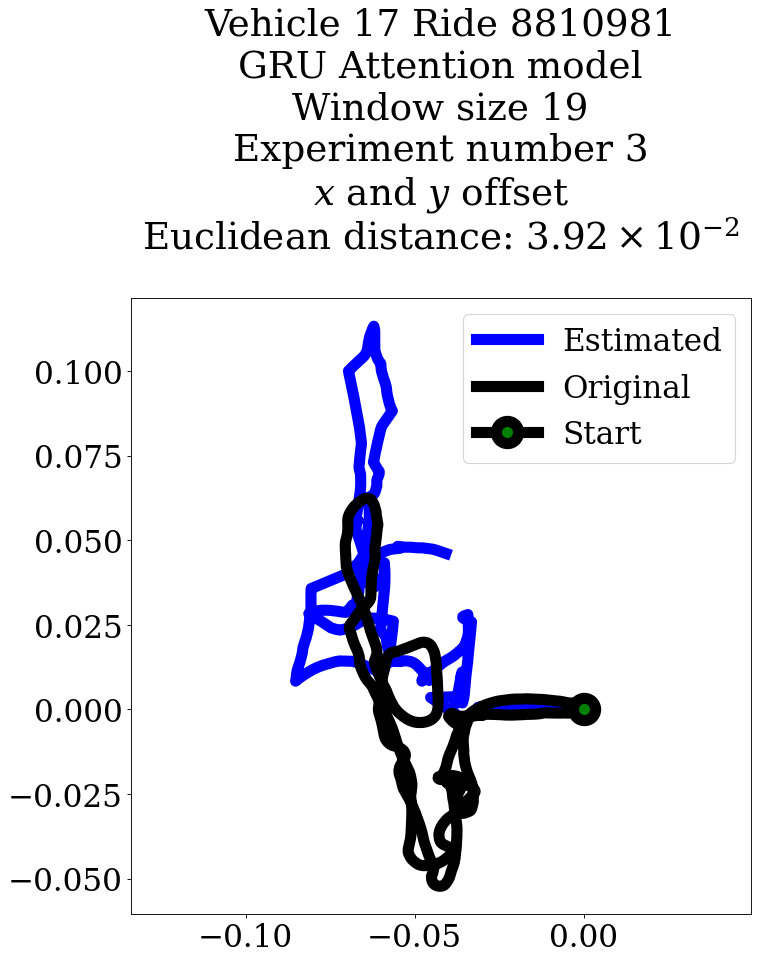 Vehicle 17 Ride 8810981
GRU Attention model
Window size 19
Experiment number 3
x and y offset
Euclidean distance: 3.92 × 10⁻²
Estimated
Original
Start
0.100
0.075
0.050
0.025
0.000
−0.025
−0.050
−0.10 −0.05 0.00